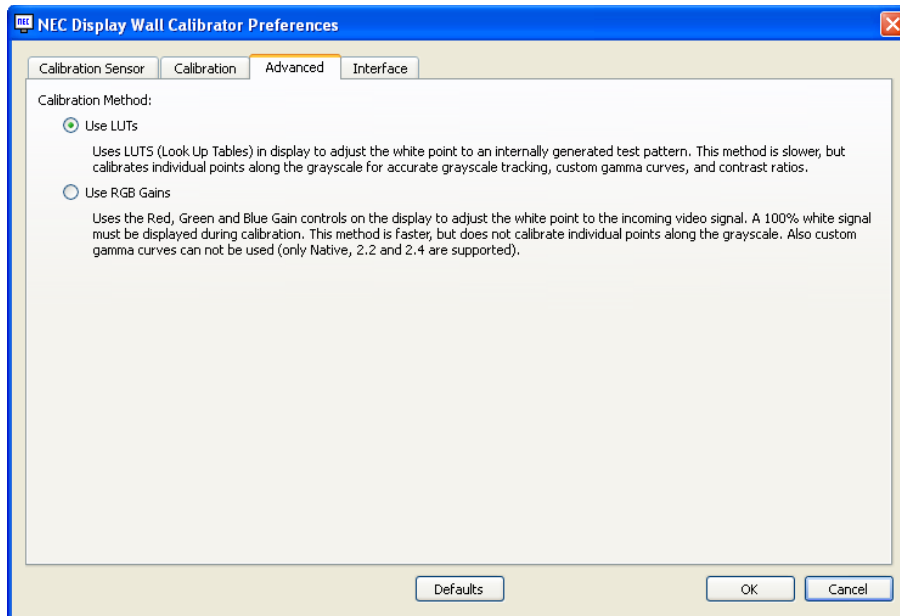 NEC NEC Display Wall Calibrator Preferences
Calibration Sensor Calibration Advanced Interface
Calibration Method:
Use LUTs
Uses LUTS (Look Up Tables) in display to adjust the white point to an internally generated test pattern. This method is slower, but
calibrates individual points along the grayscale for accurate grayscale tracking, custom gamma curves, and contrast ratios.
Use RGB Gains
Uses the Red, Green and Blue Gain controls on the display to adjust the white point to the incoming video signal. A 100% white signal
must be displayed during calibration. This method is faster, but does not calibrate individual points along the grayscale. Also custom
gamma curves can not be used (only Native, 2.2 and 2.4 are supported).
Defaults OK Cancel